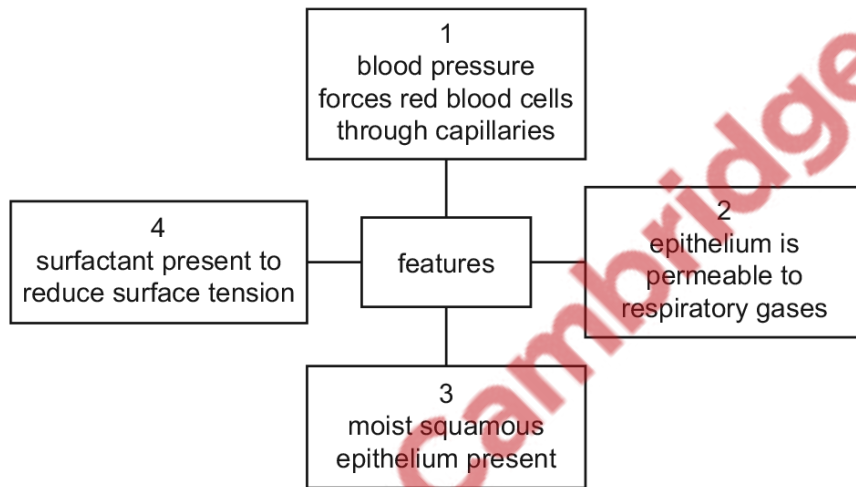 1
blood pressure
forces red blood cells
through capillaries
4
surfactant present to
reduce surface tension
features
2
epithelium is
permeable to
respiratory gases
3
moist squamous
epithelium present
Cambridge